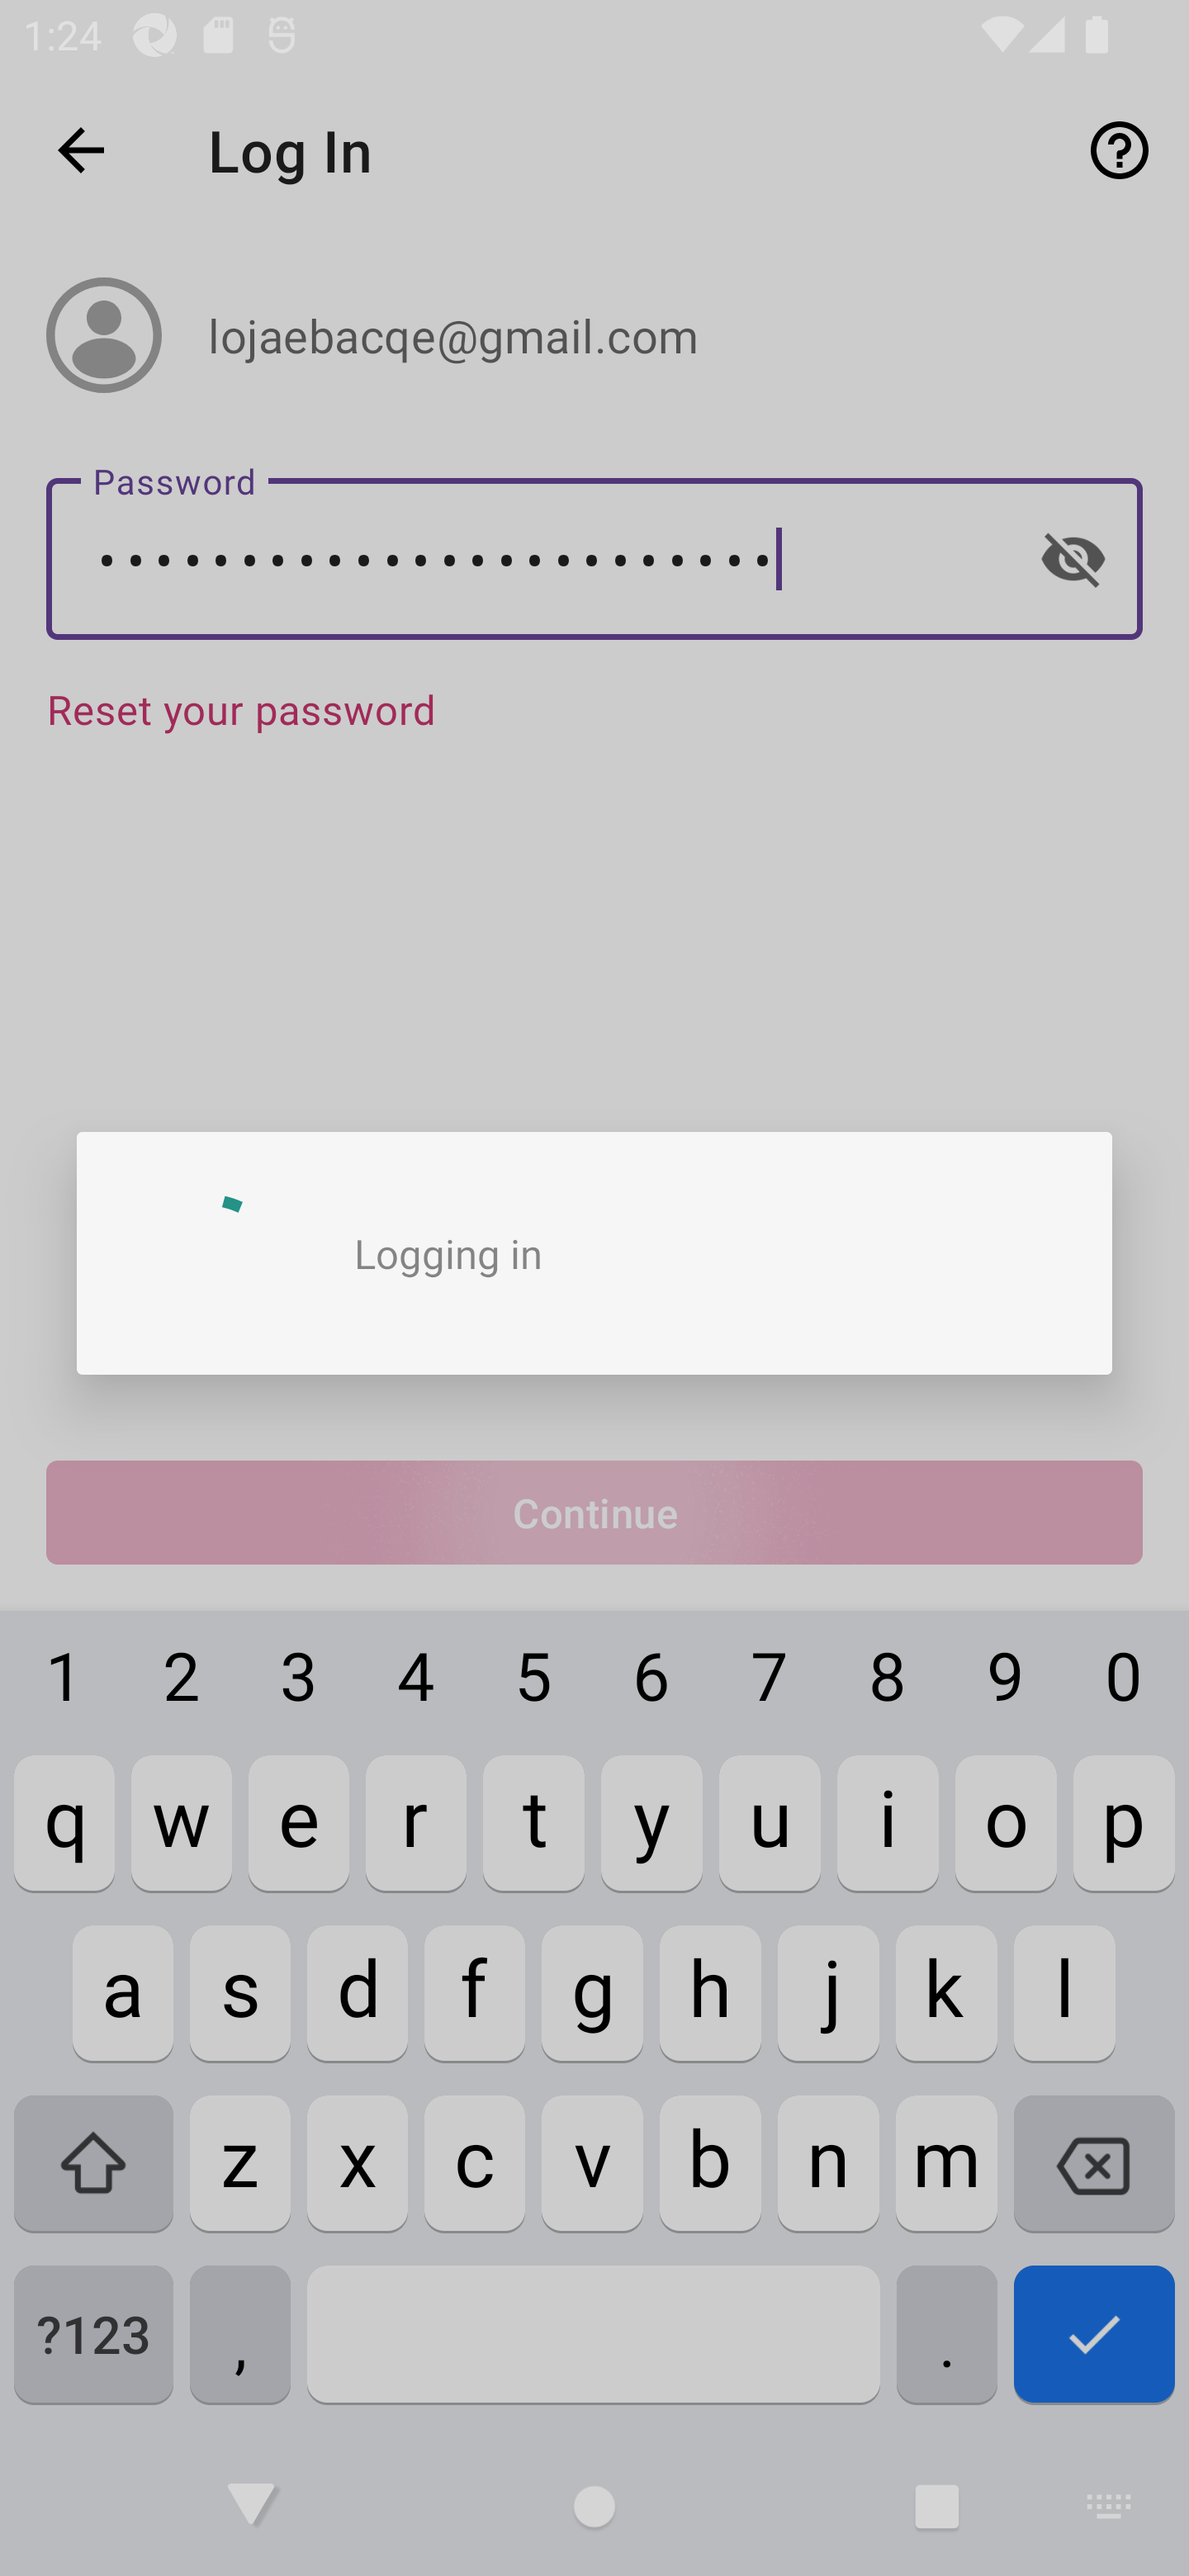 1:24
Log In
lojaebacqe@gmail.com
Password
••••••••••••••••••••••••
Reset your password
Logging in
Continue
1 2 3 4 5 6 7 8 9 0
q w e r t y u i o p
a s d f g h j k l
z x c v b n m
?123 , .